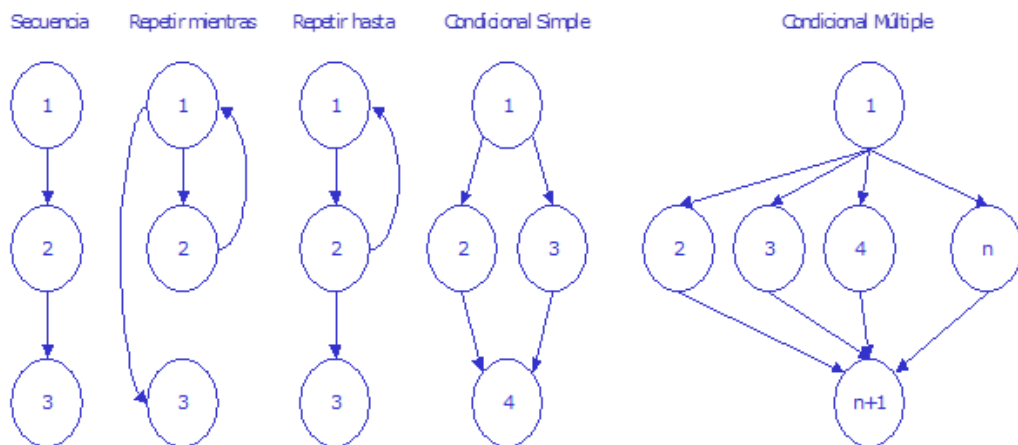 Secuencia Repetir mientras Repetir hasta Condicional Simple Condicional Múltiple
1 1 1 1 1
2 2 2 2 3 2 3 4 n
3 3 3 4 n+1